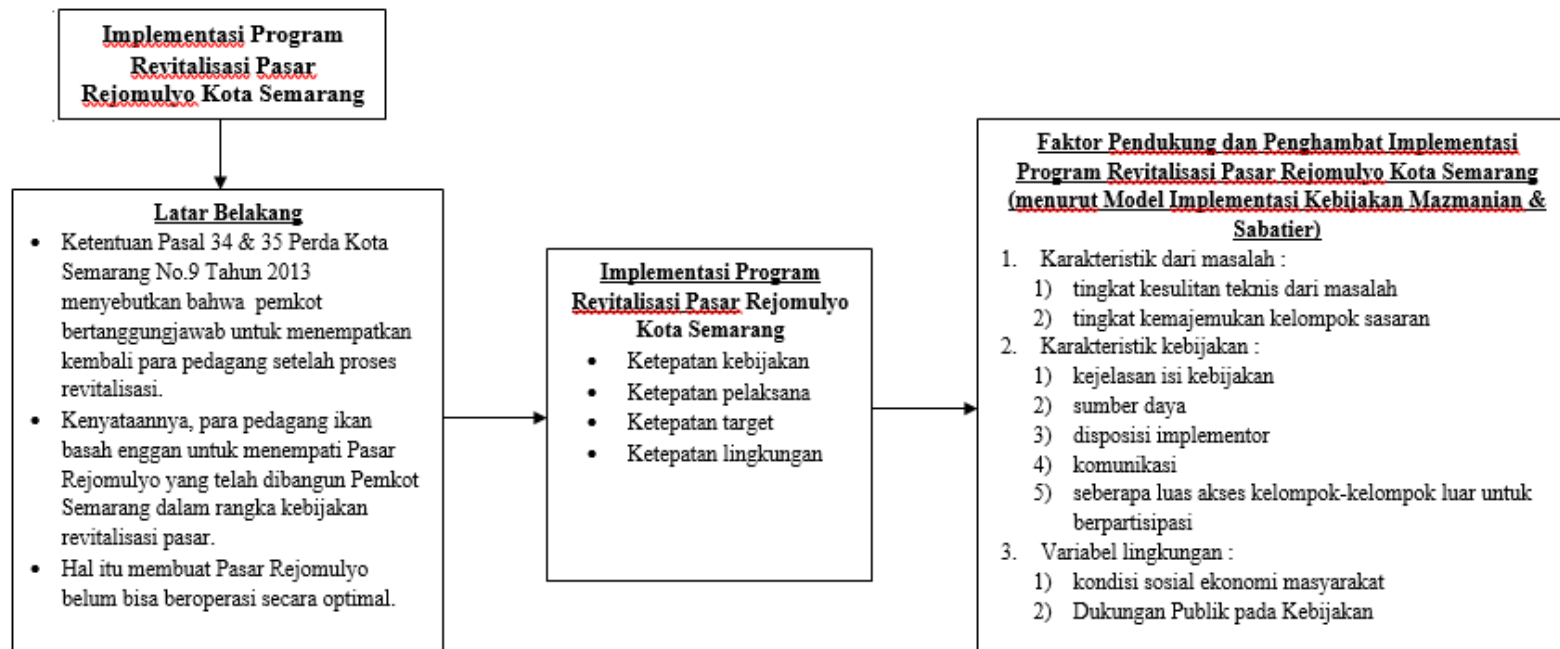 Implementasi Program
Revitalisasi Pasar
Rejomulyo Kota Semarang
Latar Belakang
• Ketentuan Pasal 34 & 35 Perda Kota
Semarang No.9 Tahun 2013
menyebutkan bahwa pemkot
bertanggungjawab untuk menempatkan
kembali para pedagang setelah proses
revitalisasi.
• Kenyataannya, para pedagang ikan
basah enggan untuk menempati Pasar
Rejomulyo yang telah dibangun Pemkot
Semarang dalam rangka kebijakan
revitalisasi pasar.
• Hal itu membuat Pasar Rejomulyo
belum bisa beroperasi secara optimal.
Implementasi Program
Revitalisasi Pasar Rejomulyo
Kota Semarang
• Ketepatan kebijakan
• Ketepatan pelaksana
• Ketepatan target
• Ketepatan lingkungan
Faktor Pendukung dan Penghambat Implementasi
Program Revitalisasi Pasar Rejomulyo Kota Semarang
(menurut Model Implementasi Kebijakan Mazmanian &
Sabatier)
1. Karakteristik dari masalah :
1) tingkat kesulitan teknis dari masalah
2) tingkat kemajemukan kelompok sasaran
2. Karakteristik kebijakan :
1) kejelasan isi kebijakan
2) sumber daya
3) disposisi implementor
4) komunikasi
5) seberapa luas akses kelompok-kelompok luar untuk
berpartisipasi
3. Variabel lingkungan :
1) kondisi sosial ekonomi masyarakat
2) Dukungan Publik pada Kebijakan